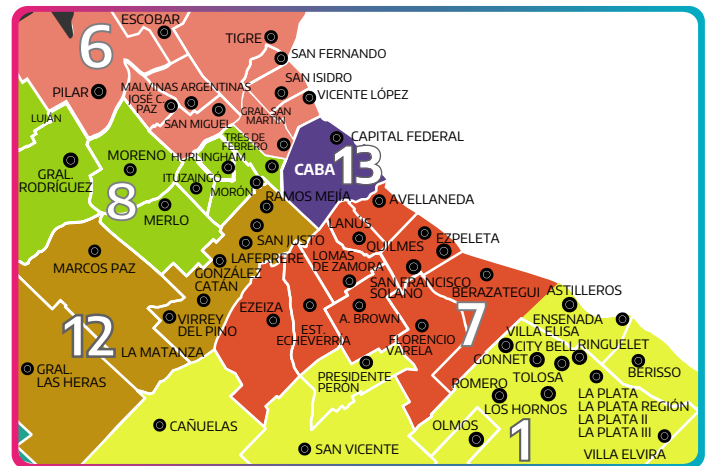 ESCOBAR
6
TIGRE
SAN FERNANDO
SAN ISIDRO
VICENTE LÓPEZ
PILAR
MALVINAS ARGENTINAS
JOSÉ C.
PAZ
LUJÁN
SAN MIGUEL
GRAL. SAN
MARTÍN
TRES DE
FEBRERO
CAPITAL FEDERAL
CABA
13
MORENO
HURLINGHAM
GRAL.
RODRÍGUEZ
ITUZAINGÓ
MORÓN
8
MERLO
RAMOS MEJÍA
AVELLANEDA
LANÚS
QUILMES
EZPELETA
SAN JUSTO
LAFERRERE
LOMAS
DE ZAMORA
MARCOS PAZ
GONZÁLEZ
CATÁN
SAN FRANCISCO
SOLANO
BERAZATEGUI
ASTILLEROS
EZEIZA
A. BROWN
7
ENSENADA
12
VIRREY
DEL PINO
EST.
ECHEVERRÍA
FLORENCIO
VARELA
VILLA ELISA
CITY BELL
RINGUELET
GONNET
LA MATANZA
GRAL.
LAS HERAS
PRESIDENTE
PERÓN
BERISSO
ROMERO
TOLOSA
LOS HORNOS
LA PLATA
LA PLATA REGIÓN
LA PLATA II
LA PLATA III
CAÑUELAS
OLMOS
1
SAN VICENTE
VILLA ELVIRA